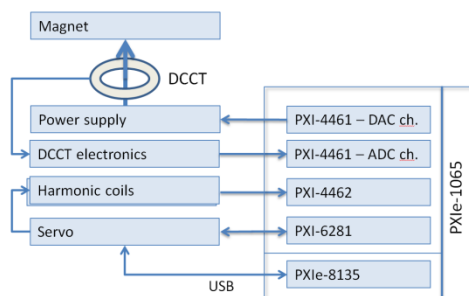 Magnet
DCCT
Power supply
PXI-4461 – DAC ch.
DCCT electronics
PXI-4461 – ADC ch.
Harmonic coils
PXI-4462
Servo
PXI-6281
PXIe-8135
USB
PXIe-1065